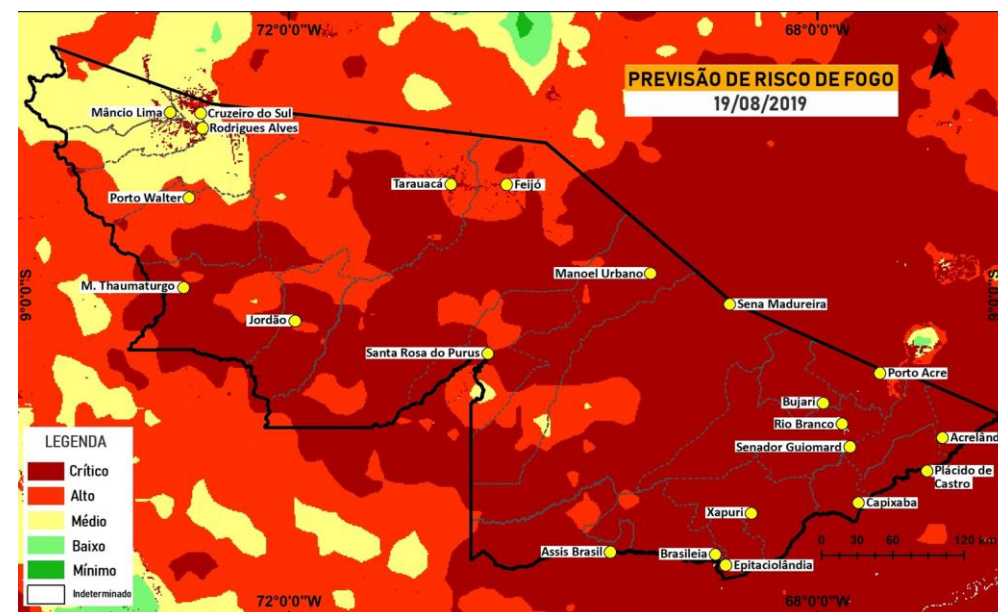 72°0'0"W
68°0'0"W
N
PREVISÃO DE RISCO DE FOGO
19/08/2019
Mâncio Lima
Cruzeiro do Sul
Rodrigues Alves
Tarauacá
Feijó
Porto Walter
Manoel Urbano
M. Thaumaturgo
9°0'0"S
9°0'0"S
Sena Madureira
Jordão
Santa Rosa do Purus
Porto Acre
Bujari
Rio Branco
Acrelând
Senador Guiomard
Plácido de
Castro
Capixaba
Xapuri
Assis Brasil
Brasileia
Epitaciolândia
LEGENDA
Crítico
Alto
Médio
Baixo
Mínimo
Indeterminado
0 30 60 120 km
72°0'0"W
68°0'0"W